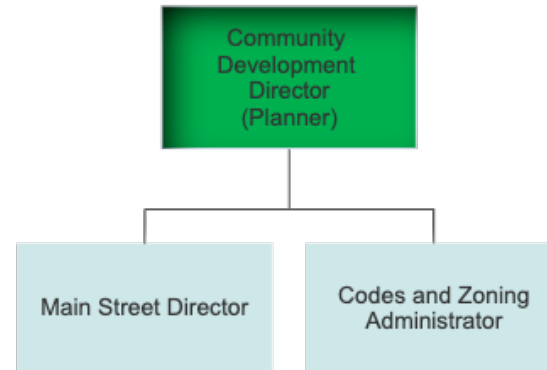 Community
Development
Director
(Planner)
Main Street Director
Codes and Zoning
Administrator